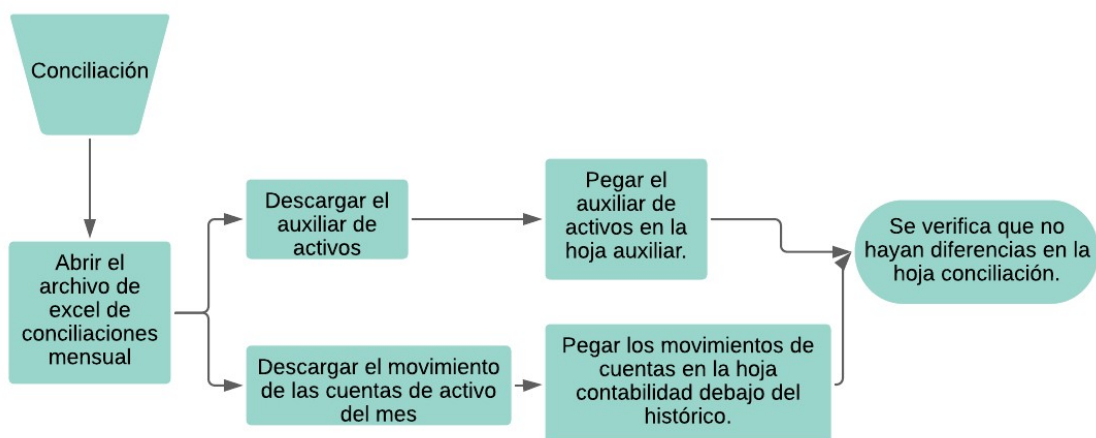 Conciliación
Abrir el
archivo de
excel de
conciliaciones
mensual
Descargar el
auxiliar de
activos
Pegar el
auxiliar de
activos en la
hoja auxiliar.
Descargar el movimiento
de las cuentas de activo
del mes
Pegar los movimientos de
cuentas en la hoja
contabilidad debajo del
histórico.
Se verifica que no
hayan diferencias en la
hoja conciliación.